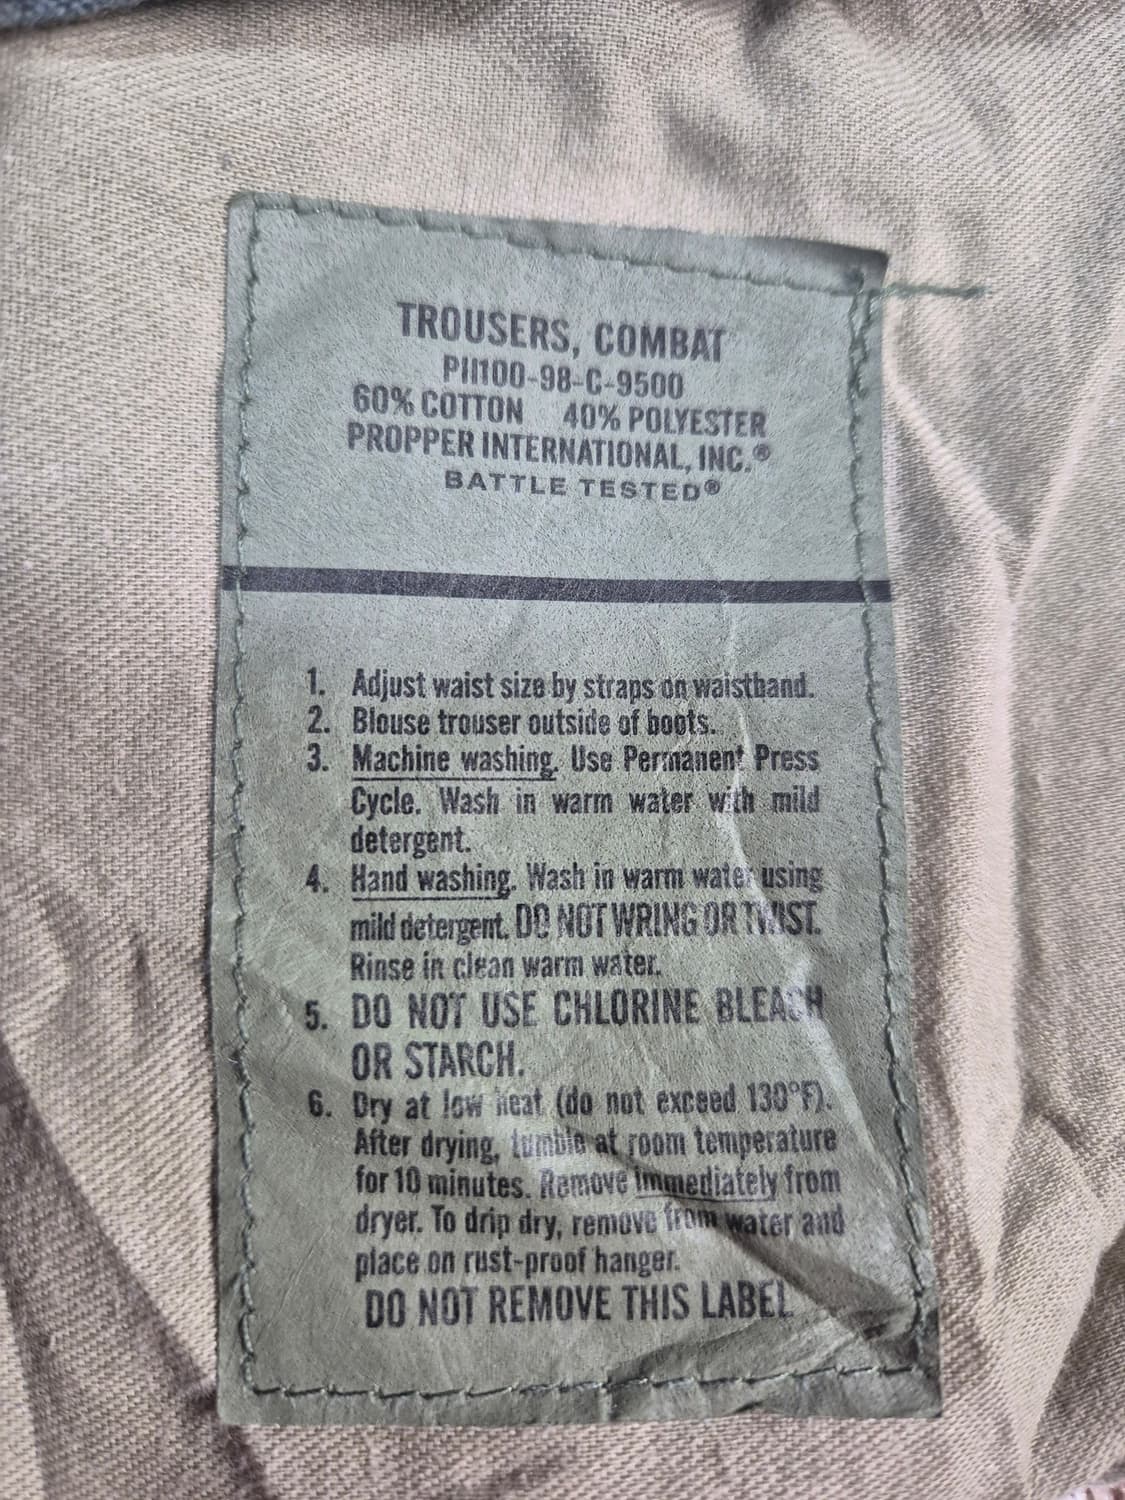 TROUSERS, COMBAT
PII100-98-C-9500
60% COTTON 40% POLYESTER
PROPPER INTERNATIONAL, INC.®
BATTLE TESTED®
1. Adjust waist size by straps on waistband.
2. Blouse trouser outside of boots.
3. Machine washing. Use Permanent Press
Cycle. Wash in warm water with mild
detergent.
4. Hand washing. Wash in warm water using
mild detergent. DO NOT WRING OR TWIST.
Rinse in clean warm water.
5. DO NOT USE CHLORINE BLEACH
OR STARCH.
6. Dry at low heat (do not exceed 130°F).
After drying, tumble at room temperature
for 10 minutes. Remove immediately from
dryer. To drip dry, remove from water and
place on rust-proof hanger.
DO NOT REMOVE THIS LABEL